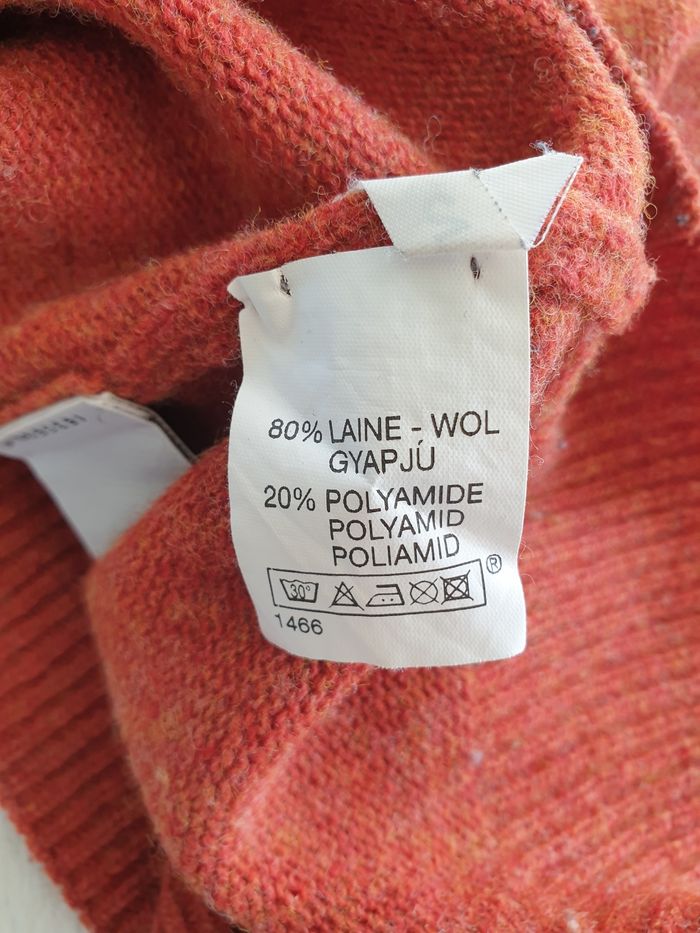 80% LAINE - WOL
GYAPJÚ
20% POLYAMIDE
POLYAMID
POLIAMID
30°
®
1466